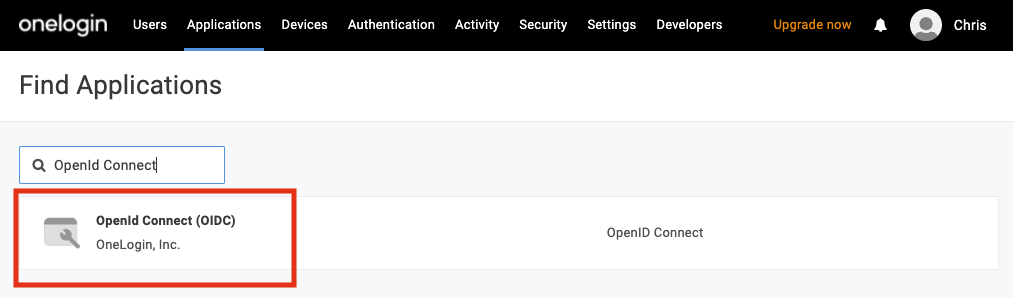 onelogin Users Applications Devices Authentication Activity Security Settings Developers Upgrade now Chris
Find Applications
OpenId Connect
OpenId Connect (OIDC)
OneLogin, Inc.
OpenID Connect